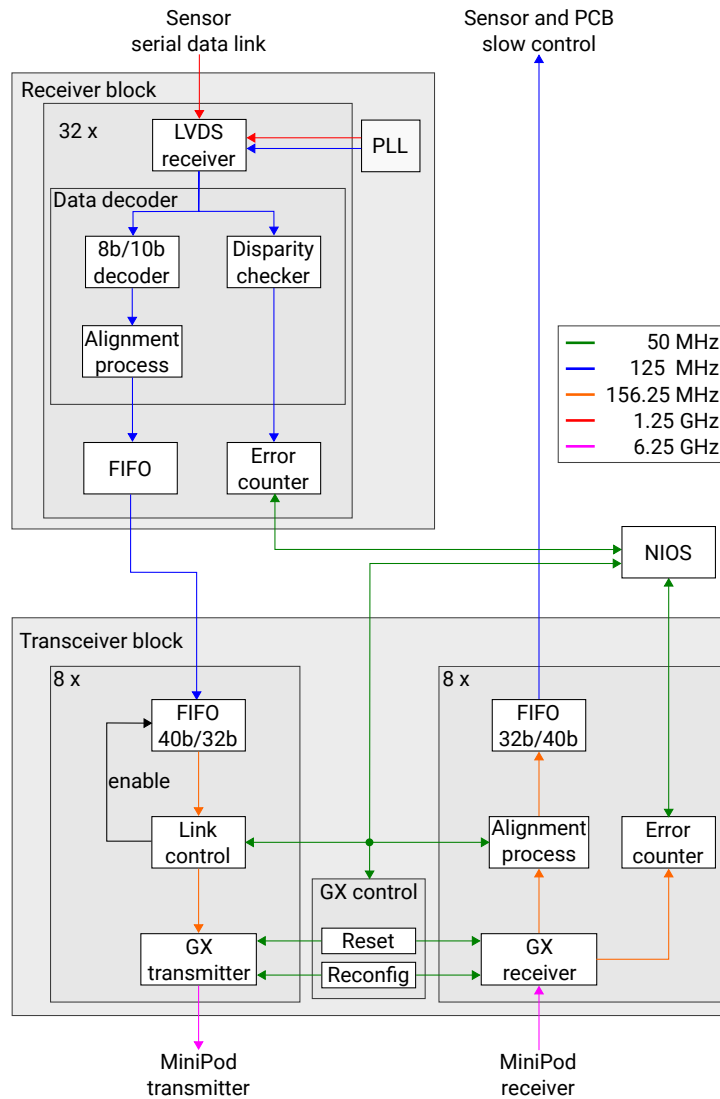 Sensor
serial data link
Sensor and PCB
slow control
Receiver block
32 x
LVDS
receiver
PLL
Data decoder
8b/10b
decoder
Disparity
checker
Alignment
process
50 MHz
125 MHz
156.25 MHz
1.25 GHz
6.25 GHz
FIFO
Error
counter
NIOS
Transceiver block
8 x
8 x
FIFO
40b/32b
FIFO
32b/40b
enable
Link
control
Alignment
process
Error
counter
GX control
Reset
Reconfig
GX
transmitter
GX
receiver
MiniPod
transmitter
MiniPod
receiver